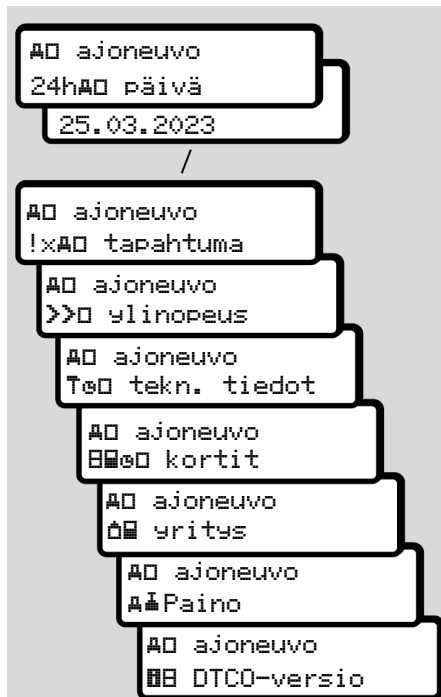 ajoneuvo
24h päivä
25.03.2023
/
ajoneuvo
!x tapahtuma
ajoneuvo
>> ylinopeus
ajoneuvo
tekn. tiedot
ajoneuvo
kortit
ajoneuvo
yritys
ajoneuvo
Paino
ajoneuvo
DTCO-versio